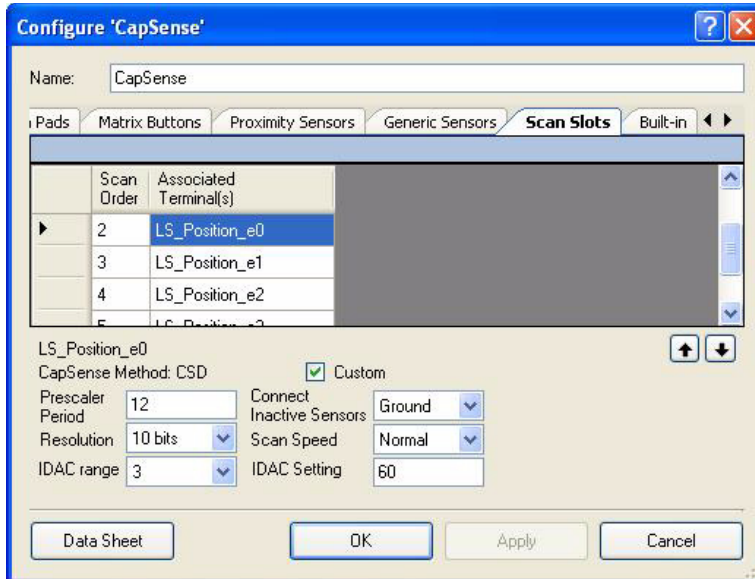 Configure 'CapSense'
Name: CapSense
Pads Matrix Buttons Proximity Sensors Generic Sensors Scan Slots Built-in
Scan Order Associated Terminal(s)
2 LS_Position_e0
3 LS_Position_e1
4 LS_Position_e2
LS_Position_e0
CapSense Method: CSD Custom
Prescaler Period 12 Connect Inactive Sensors Ground
Resolution 10 bits Scan Speed Normal
IDAC range 3 IDAC Setting 60
Data Sheet OK Apply Cancel